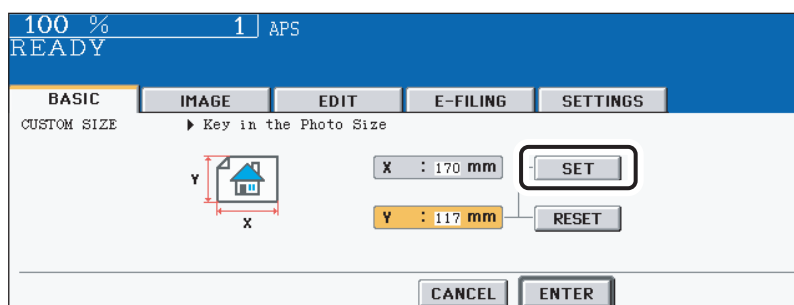 100 % 1 APS
READY
BASIC IMAGE EDIT E-FILING SETTINGS
CUSTOM SIZE Key in the Photo Size
X : 170 mm SET
Y
X
Y : 117 mm RESET
CANCEL ENTER